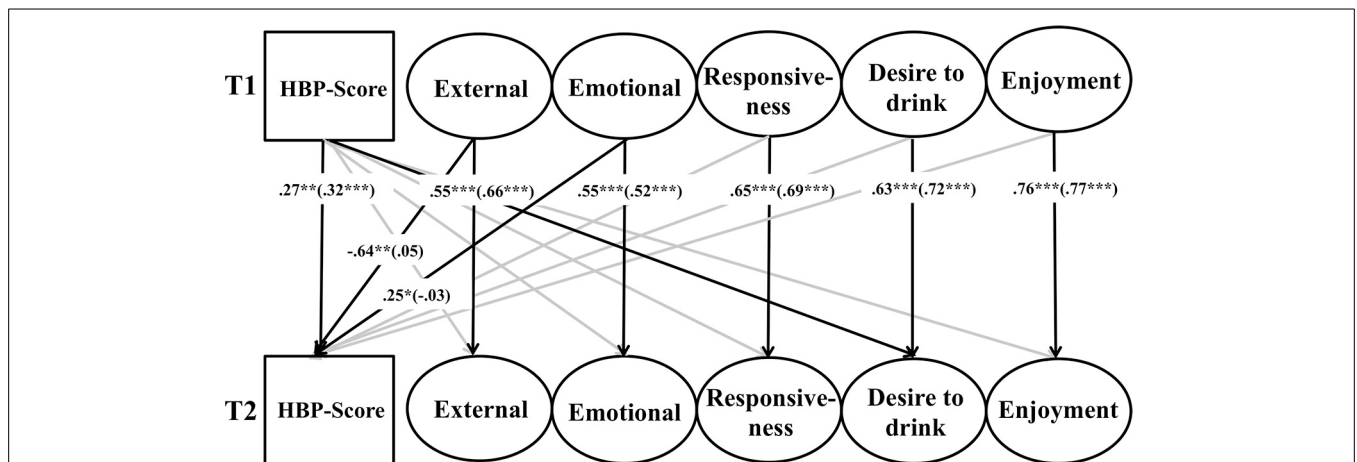 T1
HBP-Score
External
Emotional
Responsive-
ness
Desire to
drink
Enjoyment
.27**(.32***)
.55***(.66***)
.55***(.52***)
.65***(.69***)
.63***(.72***)
.76***(.77***)
-.64**(.05)
.25*(-.03)
T2
HBP-Score
External
Emotional
Responsive-
ness
Desire to
drink
Enjoyment